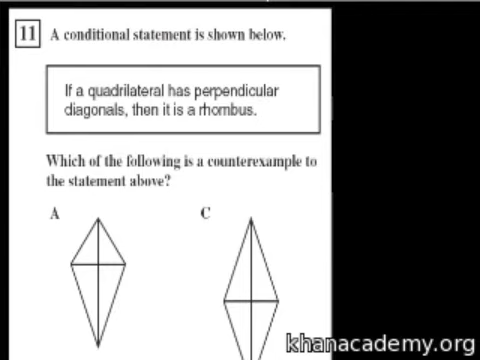 11 A conditional statement is shown below.
If a quadrilateral has perpendicular
diagonals, then it is a rhombus.
Which of the following is a counterexample to
the statement above?
A C
khanacademy.org